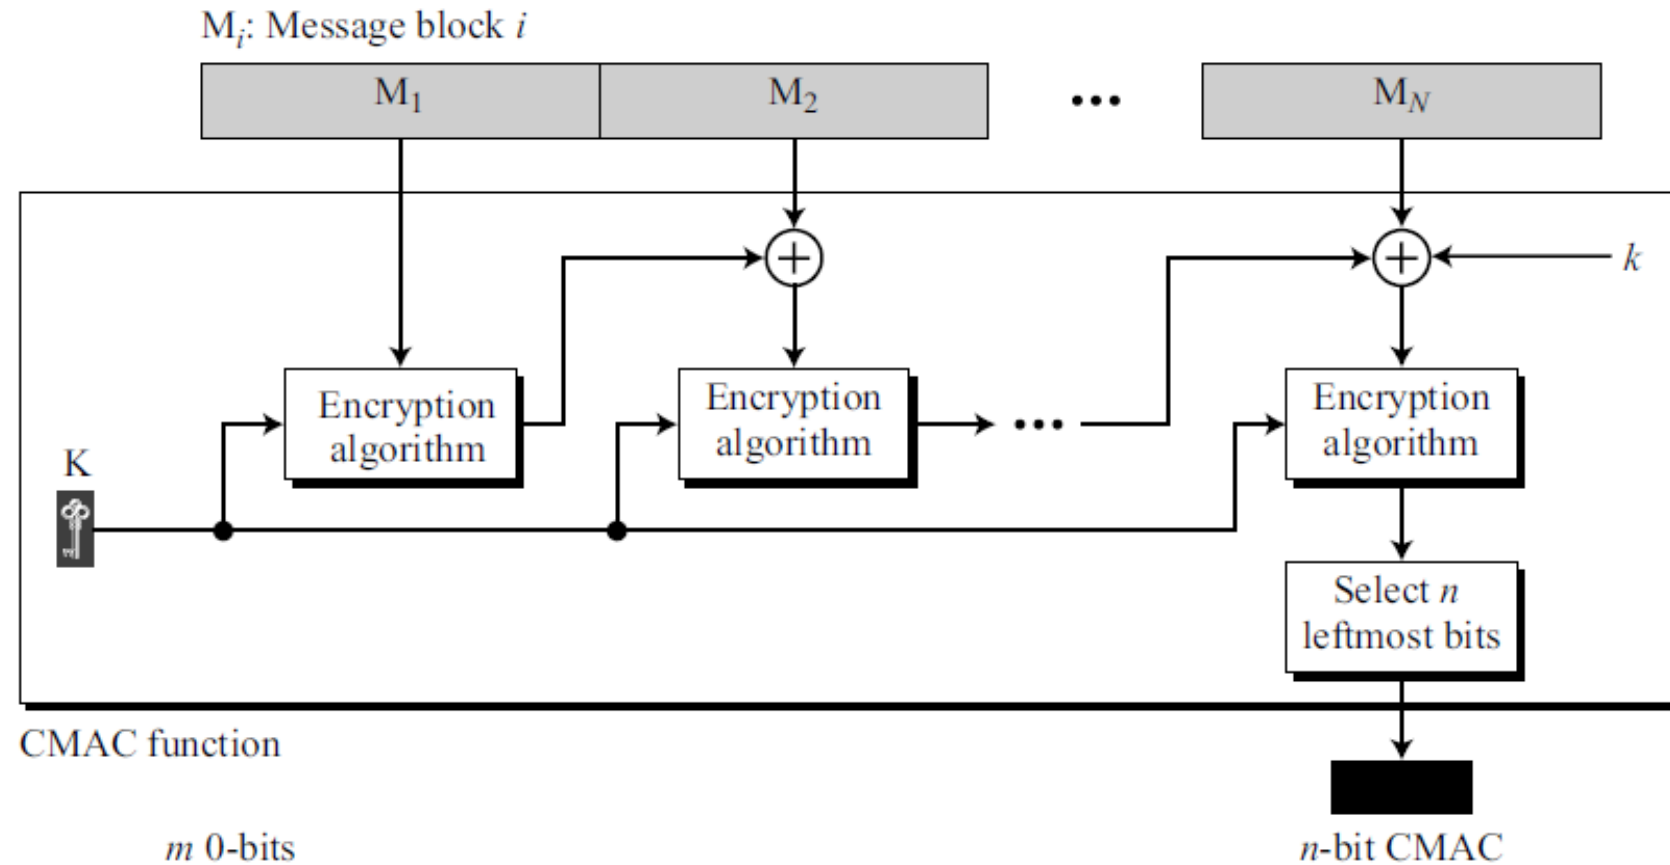 Mi: Message block i
M1
M2
...
MN
k
Encryption
algorithm
Encryption
algorithm
...
Encryption
algorithm
K
Select n
leftmost bits
CMAC function
m 0-bits
n-bit CMAC